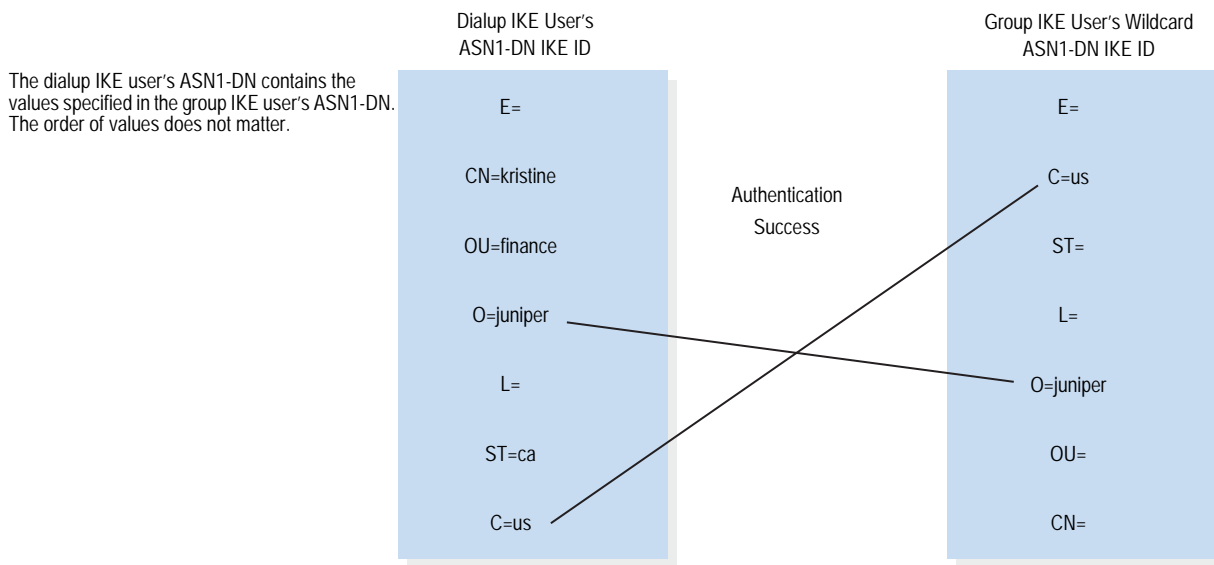 Dialup IKE User's
ASN1-DN IKE ID
Group IKE User's Wildcard
ASN1-DN IKE ID
The dialup IKE user's ASN1-DN contains the
values specified in the group IKE user's ASN1-DN.
The order of values does not matter.
E=
CN=kristine
OU=finance
O=juniper
L=
ST=ca
C=us
Authentication
Success
E=
C=us
ST=
L=
O=juniper
OU=
CN=